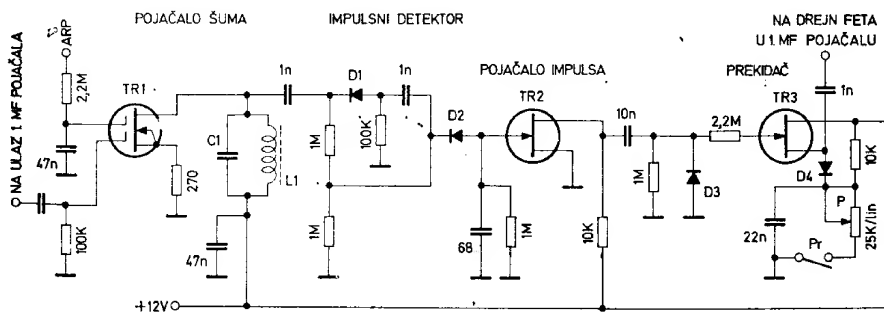 POJAČALO ŠUMA
IMPULSNI DETEKTOR
POJAČALO IMPULSA
PREKIDAČ
NA DREJN FETA
U 1. MF POJAČALU
ARP
2,2M
TR1
47n
NA ULAZ 1. MF POJAČALA
100K
270
C1
L1
47n
+12V
1n
D1
1n
1M
100K
1M
D2
68
1M
TR2
10K
10n
1M
D3
2,2M
TR3
1n
D4
10K
P
25K/lin
22n
Pr